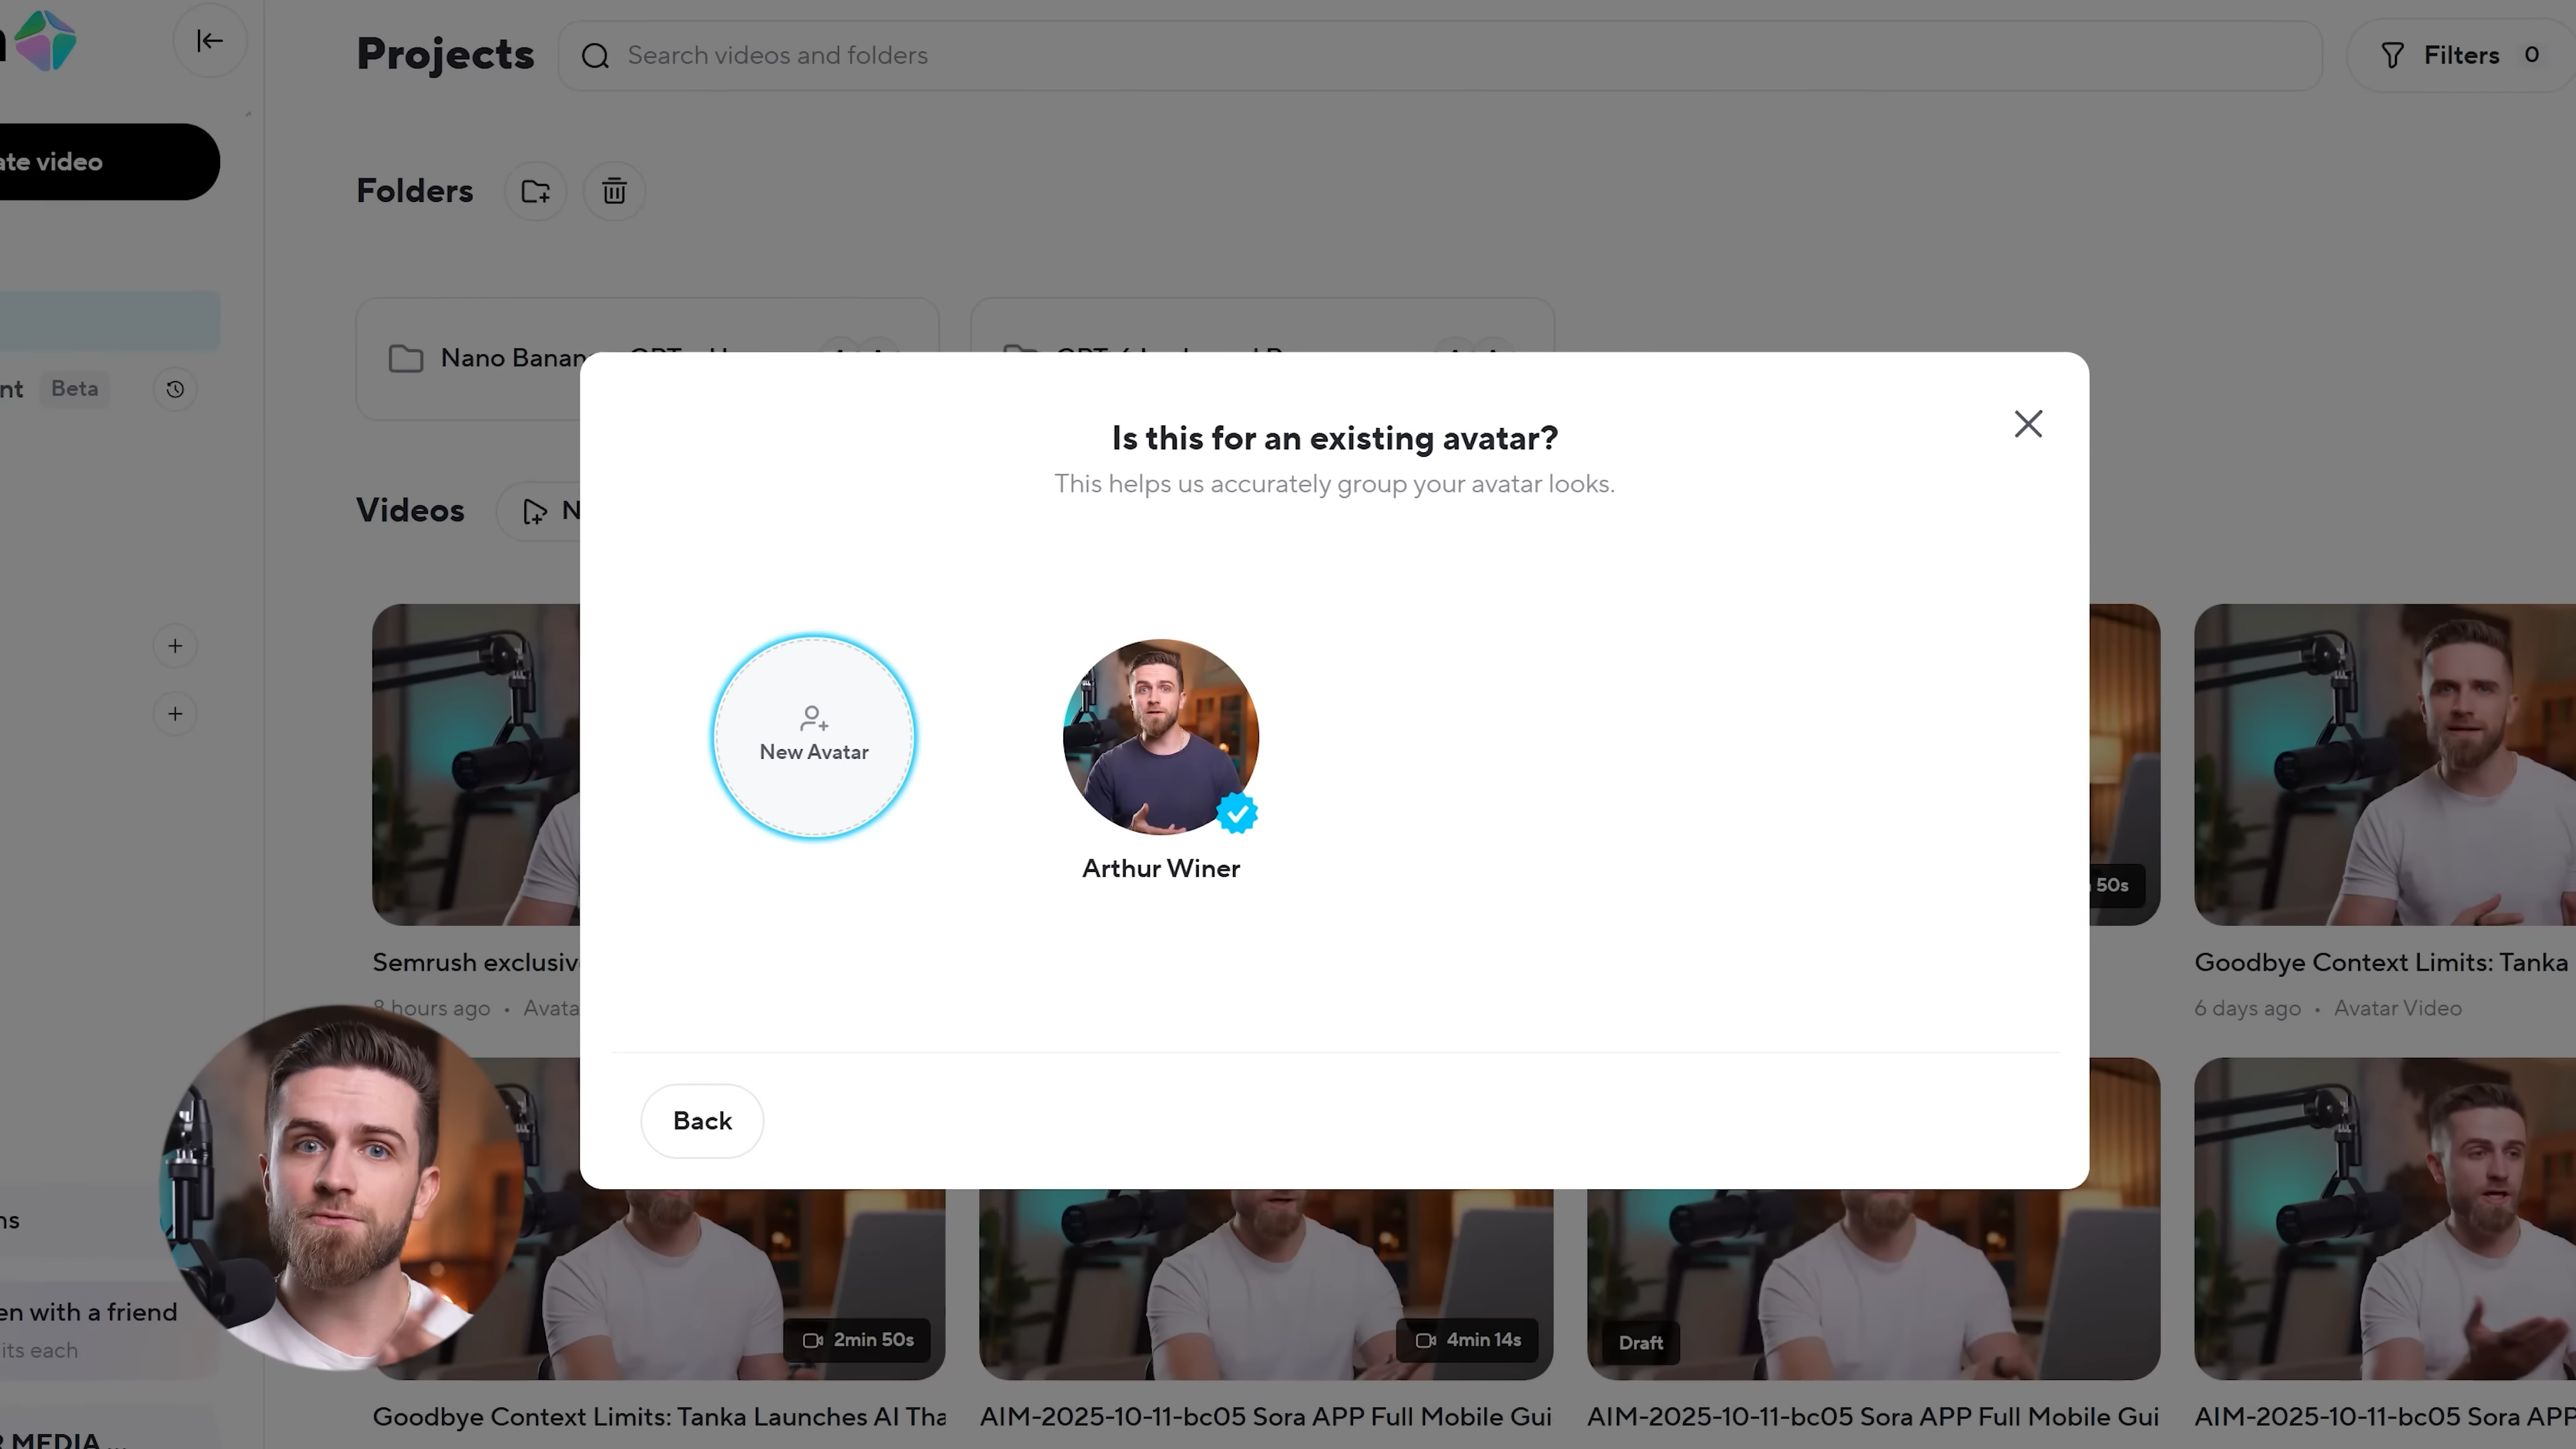 Projects
Search videos and folders
Filters 0
ate video
Folders
nt Beta
Nano Banan
Videos
Is this for an existing avatar?
This helps us accurately group your avatar looks.
New Avatar
Arthur Winer
50s
Semrush exclusiv
8 hours ago • Avata
Goodbye Context Limits: Tanka
6 days ago • Avatar Video
Back
ns
en with a friend
its each
2min 50s
4min 14s
Draft
Goodbye Context Limits: Tanka Launches AI Tha
AIM-2025-10-11-bc05 Sora APP Full Mobile Gui
AIM-2025-10-11-bc05 Sora APP Full Mobile Gui
AIM-2025-10-11-bc05 Sora APP
MEDIA ...